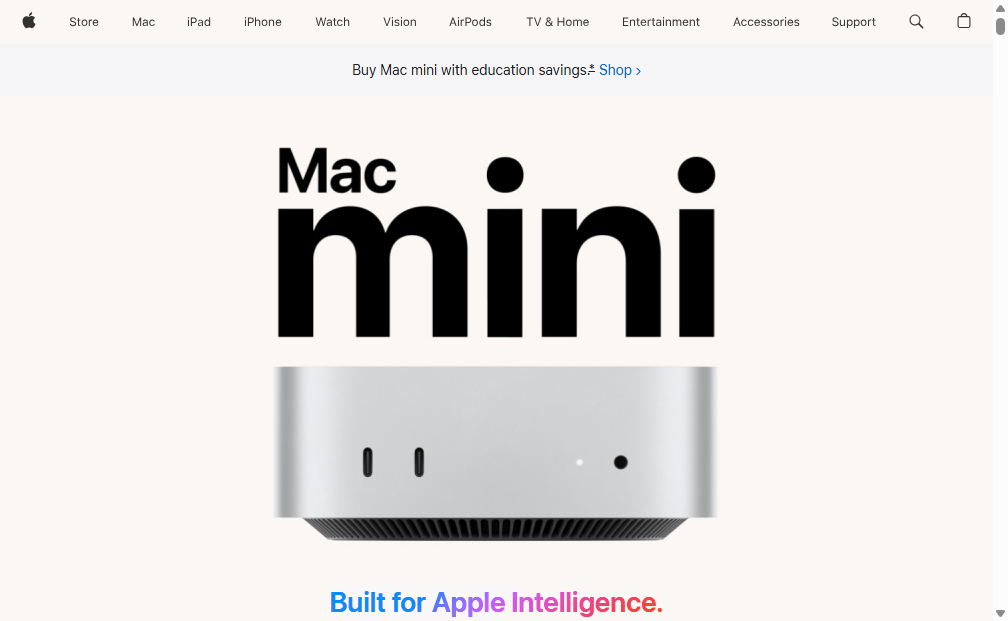 Store Mac iPad iPhone Watch Vision AirPods TV & Home Entertainment Accessories Support
Buy Mac mini with education savings.* Shop >
Mac
mini
Built for Apple Intelligence.